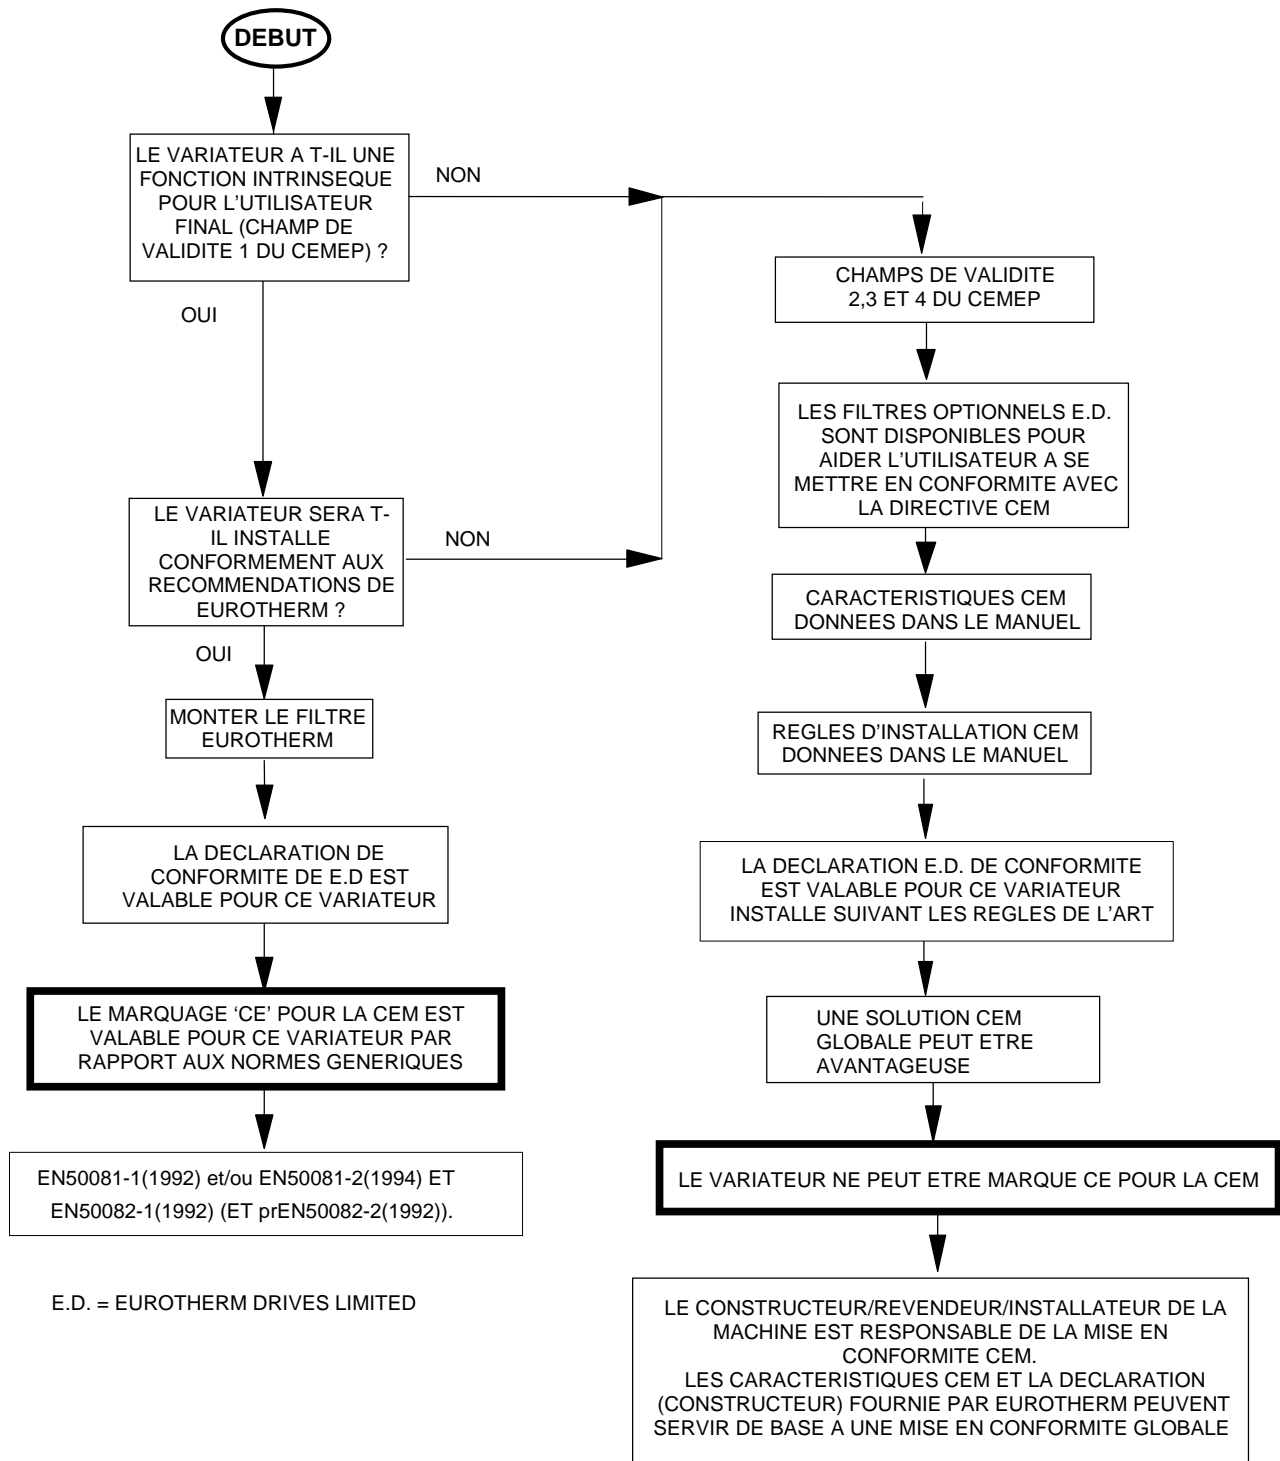 DEBUT
LE VARIATEUR A T-IL UNE
FONCTION INTRINSEQUE
POUR L'UTILISATEUR
FINAL (CHAMP DE
VALIDITE 1 DU CEMEP) ?
NON
OUI
LE VARIATEUR SERA T-
IL INSTALLE
CONFORMEMENT AUX
RECOMMENDATIONS DE
EUROTHERM ?
NON
OUI
MONTER LE FILTRE
EUROTHERM
LA DECLARATION DE
CONFORMITE DE E.D EST
VALABLE POUR CE VARIATEUR
LE MARQUAGE ‘CE’ POUR LA CEM EST
VALABLE POUR CE VARIATEUR PAR
RAPPORT AUX NORMES GENERIQUES
EN50081-1(1992) et/ou EN50081-2(1994) ET
EN50082-1(1992) (ET prEN50082-2(1992)).
E.D. = EUROTHERM DRIVES LIMITED
CHAMPS DE VALIDITE
2,3 ET 4 DU CEMEP
LES FILTRES OPTIONNELS E.D.
SONT DISPONIBLES POUR
AIDER L'UTILISATEUR A SE
METTRE EN CONFORMITE AVEC
LA DIRECTIVE CEM
CARACTERISTIQUES CEM
DONNEES DANS LE MANUEL
REGLES D'INSTALLATION CEM
DONNEES DANS LE MANUEL
LA DECLARATION E.D. DE CONFORMITE
EST VALABLE POUR CE VARIATEUR
INSTALLE SUIVANT LES REGLES DE L'ART
UNE SOLUTION CEM
GLOBALE PEUT ETRE
AVANTAGEUSE
LE VARIATEUR NE PEUT ETRE MARQUE CE POUR LA CEM
LE CONSTRUCTEUR/REVENDEUR/INSTALLATEUR DE LA
MACHINE EST RESPONSABLE DE LA MISE EN
CONFORMITE CEM.
LES CARACTERISTIQUES CEM ET LA DECLARATION
(CONSTRUCTEUR) FOURNIE PAR EUROTHERM PEUVENT
SERVIR DE BASE A UNE MISE EN CONFORMITE GLOBALE